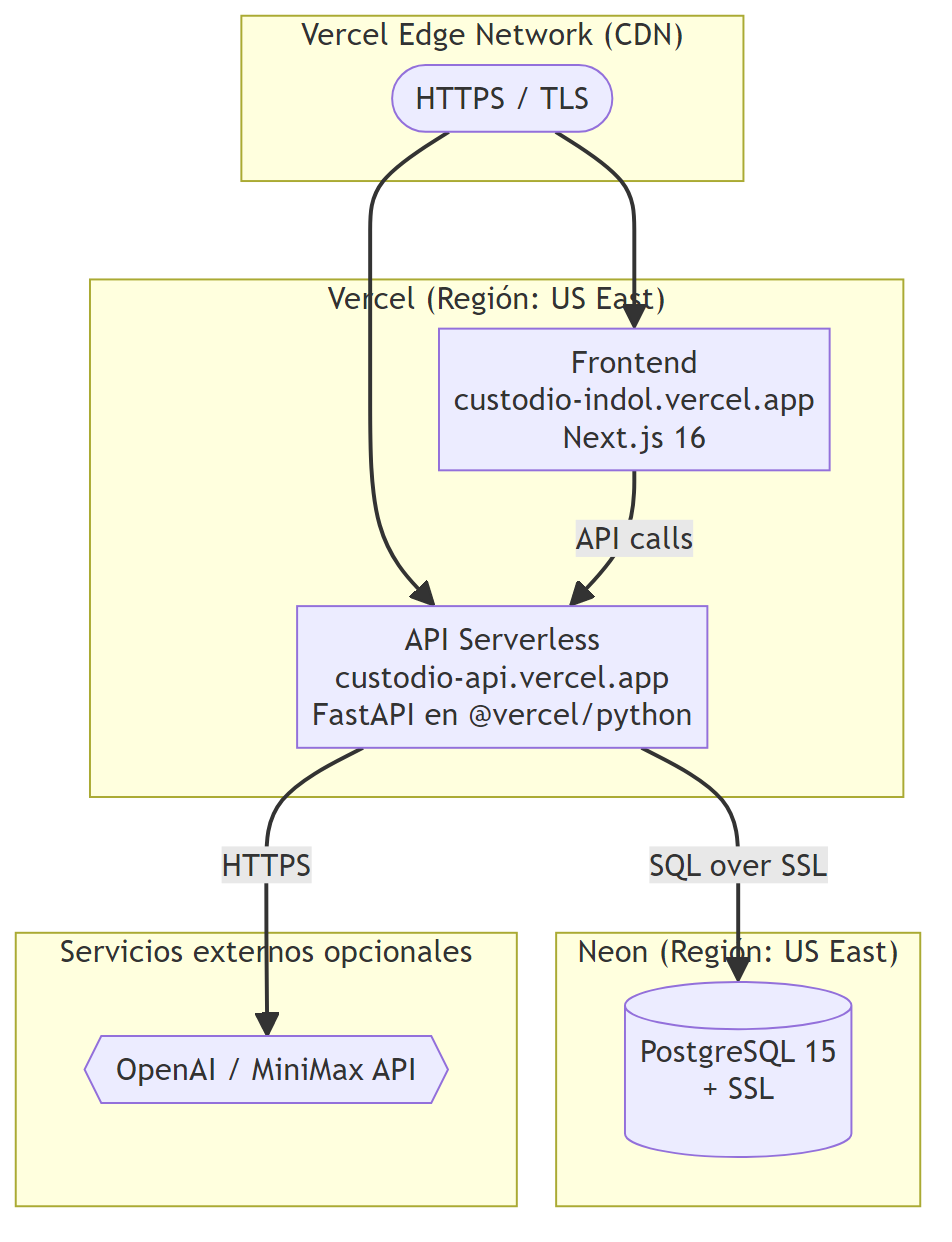 Vercel Edge Network (CDN)
HTTPS / TLS
Vercel (Región: US East)
Frontend
custodio-indol.vercel.app
Next.js 16
API calls
API Serverless
custodio-api.vercel.app
FastAPI en @vercel/python
HTTPS
SQL over SSL
Servicios externos opcionales
OpenAI / MiniMax API
Neon (Región: US East)
PostgreSQL 15
+ SSL